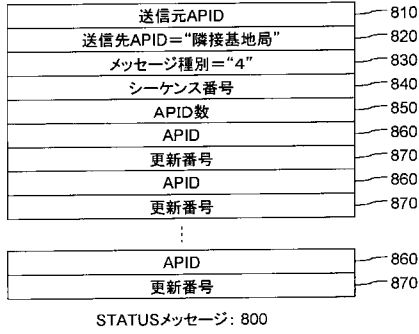 送信元APID 810
送信先APID=“隣接基地局” 820
メッセージ種別=“4” 830
シーケンス番号 840
APID数 850
APID 860
更新番号 870
APID 860
更新番号 870
APID 860
更新番号 870
STATUSメッセージ: 800